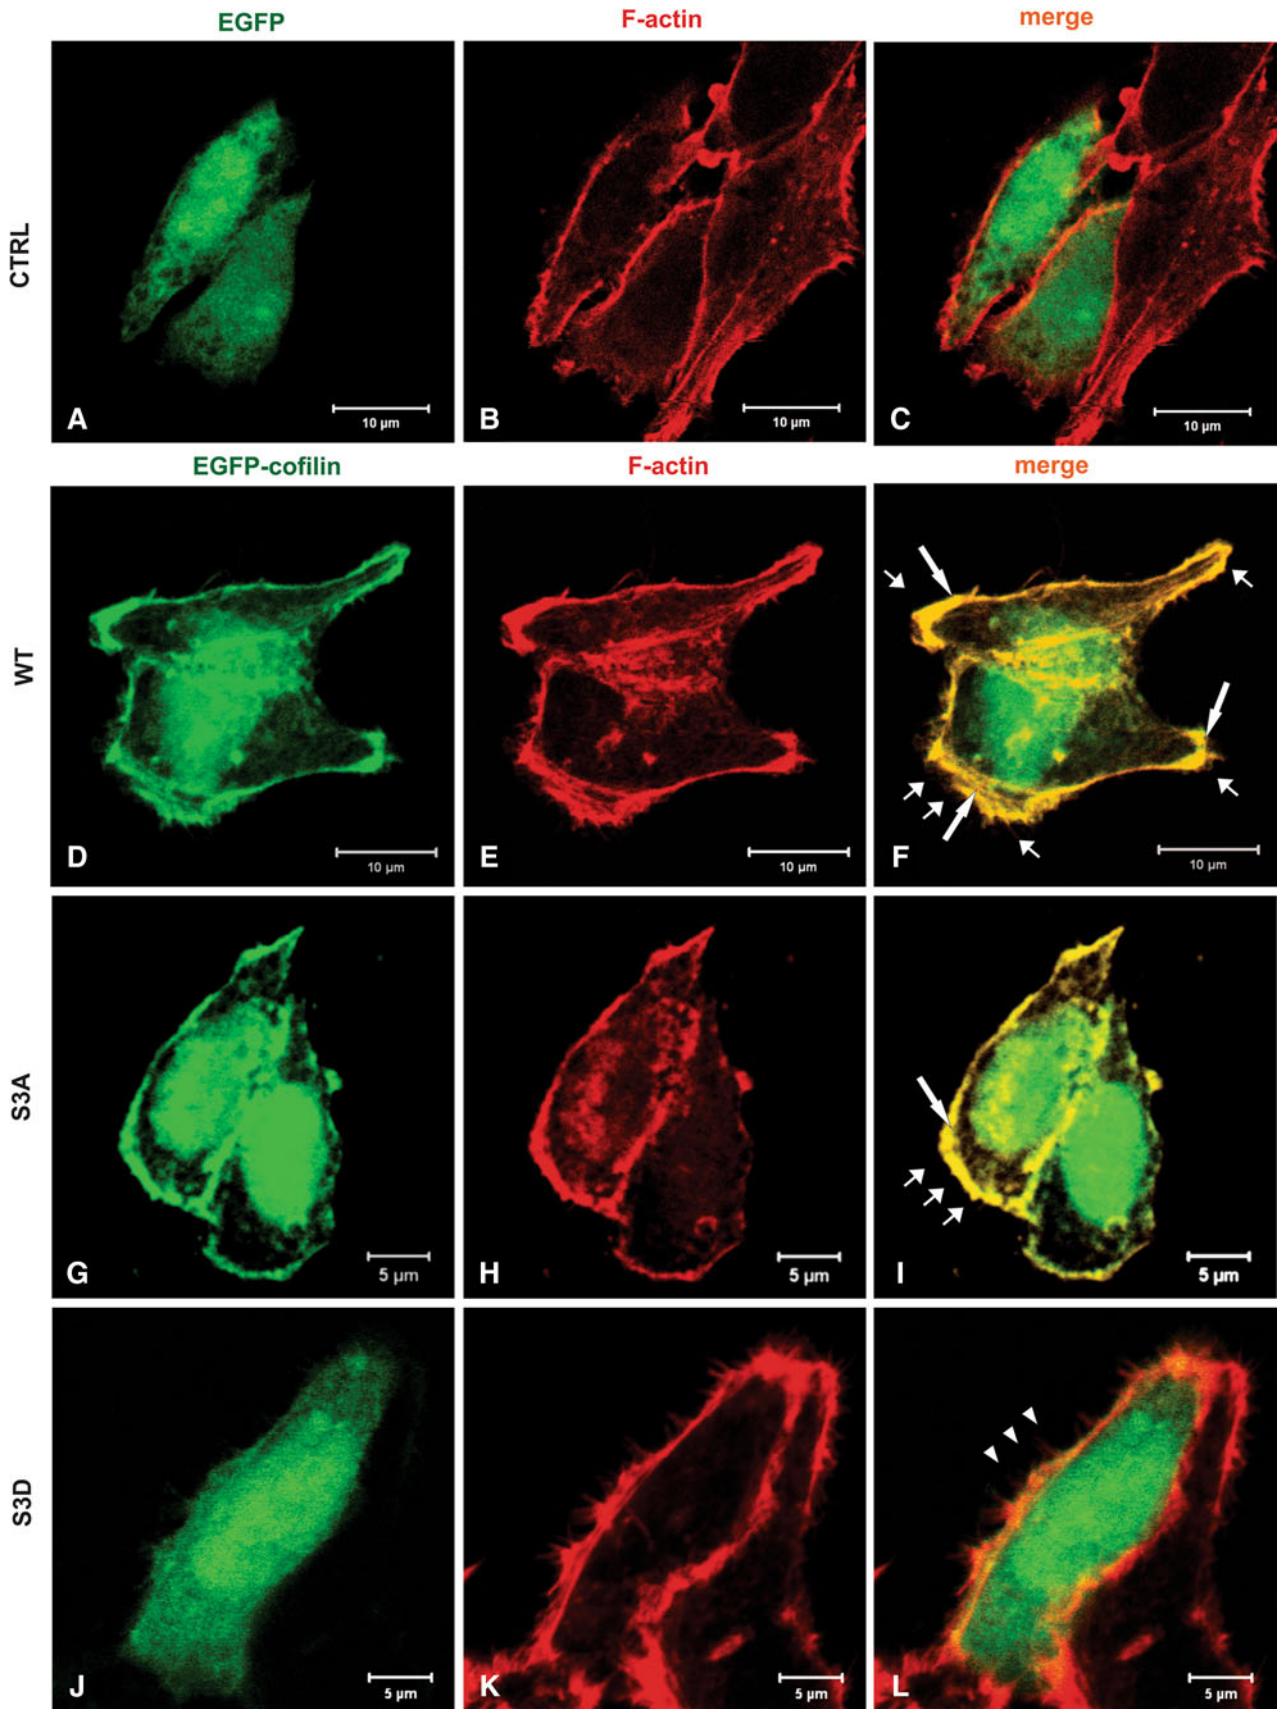 EGFP F-actin merge
CTRL
A 10 µm B 10 µm C 10 µm
EGFP-cofilin F-actin merge
WT
D 10 µm E 10 µm F 10 µm
S3A
G 5 µm H 5 µm I 5 µm
S3D
J 5 µm K 5 µm L 5 µm